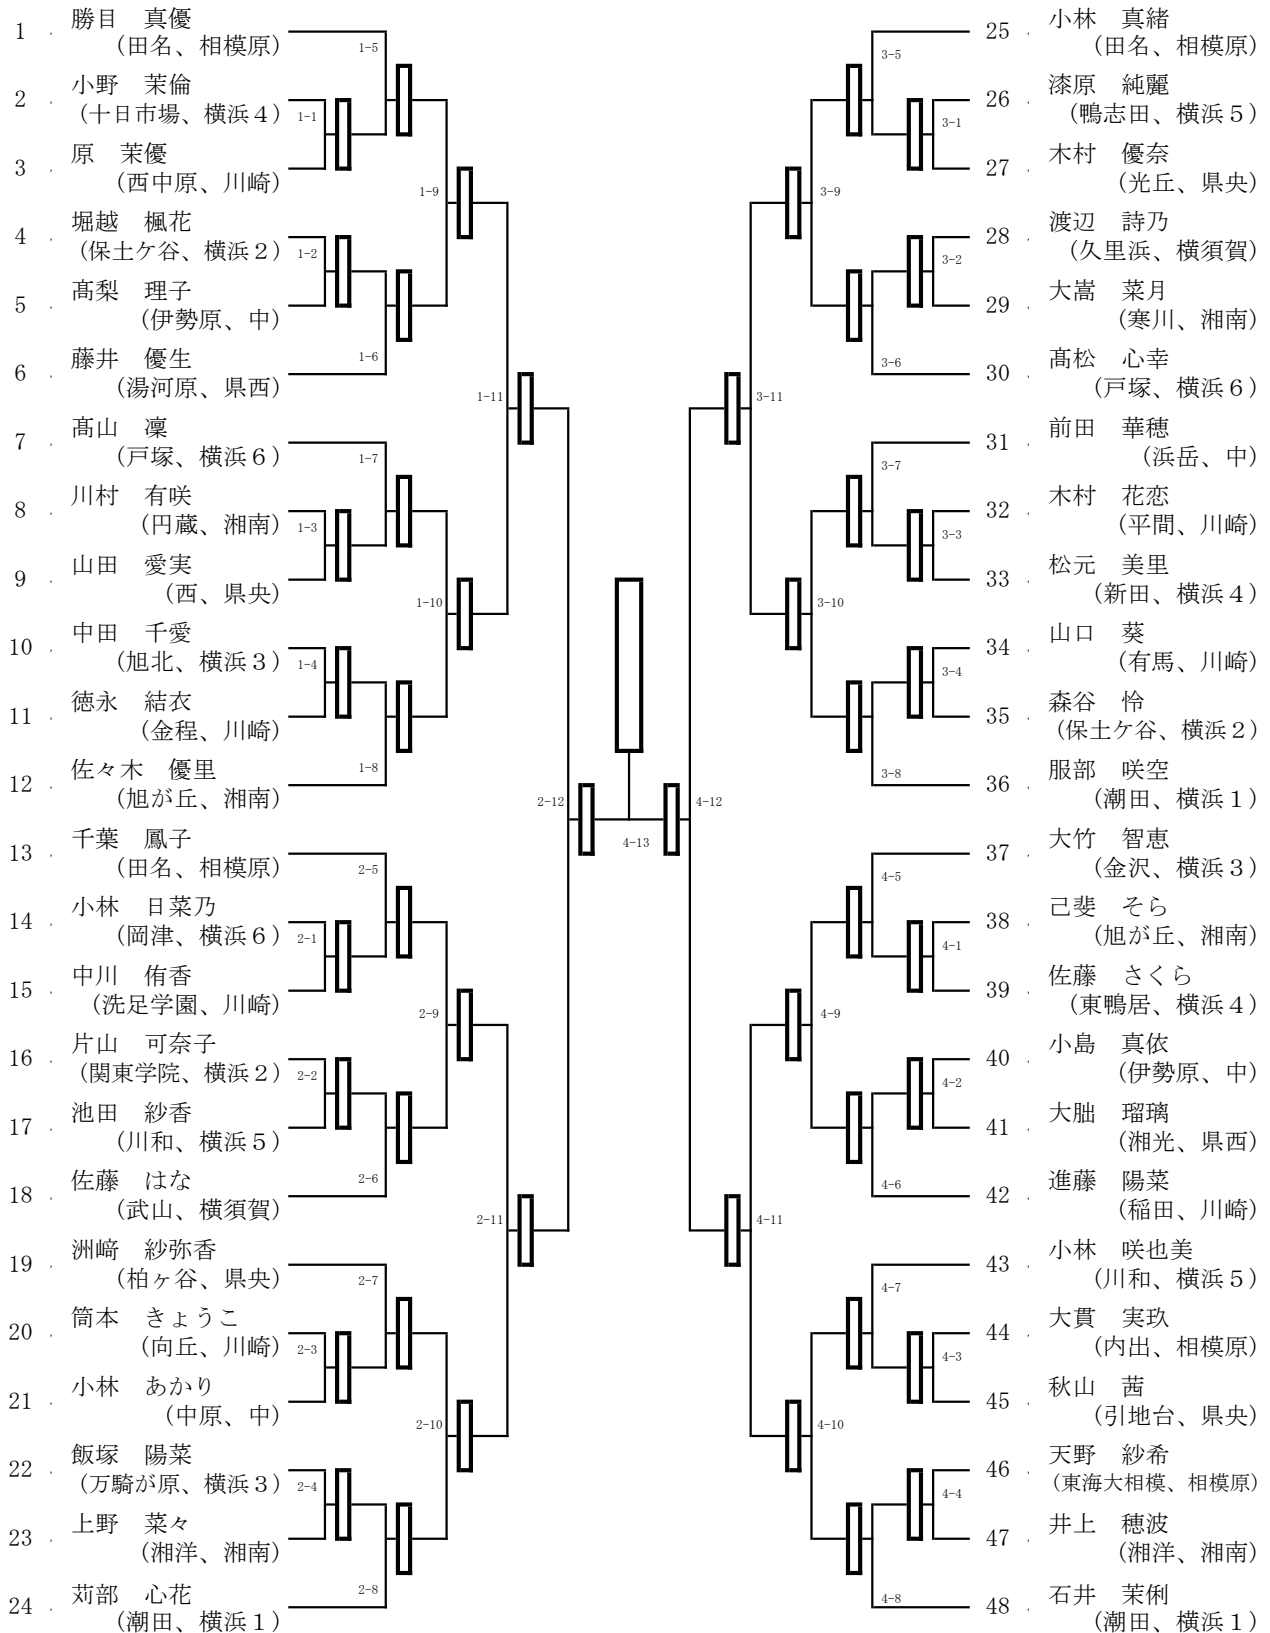 1 . 勝目　真優
（田名、相模原）
1-5
2 . 小野　茉倫
（十日市場、横浜４）
1-1
3 . 原　茉優
（西中原、川崎）
1-9
4 . 堀越　楓花
（保土ケ谷、横浜２）
1-2
5 . 髙梨　理子
（伊勢原、中）
6 . 藤井　優生
（湯河原、県西）
1-6
1-11
7 . 髙山　凜
（戸塚、横浜６）
1-7
8 . 川村　有咲
（円蔵、湘南）
1-3
9 . 山田　愛実
（西、県央）
1-10
10 . 中田　千愛
（旭北、横浜３）
1-4
11 . 徳永　結衣
（金程、川崎）
12 . 佐々木　優里
（旭が丘、湘南）
1-8
2-12
13 . 千葉　鳳子
（田名、相模原）
2-5
14 . 小林　日菜乃
（岡津、横浜６）
2-1
15 . 中川　侑香
（洗足学園、川崎）
2-9
16 . 片山　可奈子
（関東学院、横浜２）
2-2
17 . 池田　紗香
（川和、横浜５）
18 . 佐藤　はな
（武山、横須賀）
2-6
2-11
19 . 洲﨑　紗弥香
（柏ヶ谷、県央）
2-7
20 . 筒本　きょうこ
（向丘、川崎）
2-3
21 . 小林　あかり
（中原、中）
2-10
22 . 飯塚　陽菜
（万騎が原、横浜３）
2-4
23 . 上野　菜々
（湘洋、湘南）
24 . 苅部　心花
（潮田、横浜１）
2-8
4-13
25 . 小林　真緒
（田名、相模原）
3-5
26 . 漆原　純麗
（鴨志田、横浜５）
3-1
27 . 木村　優奈
（光丘、県央）
3-9
28 . 渡辺　詩乃
（久里浜、横須賀）
3-2
29 . 大嵩　菜月
（寒川、湘南）
30 . 髙松　心幸
（戸塚、横浜６）
3-6
3-11
31 . 前田　華穂
（浜岳、中）
3-7
32 . 木村　花恋
（平間、川崎）
3-3
33 . 松元　美里
（新田、横浜４）
3-10
34 . 山口　葵
（有馬、川崎）
3-4
35 . 森谷　怜
（保土ケ谷、横浜２）
36 . 服部　咲空
（潮田、横浜１）
3-8
4-12
37 . 大竹　智恵
（金沢、横浜３）
4-5
38 . 己斐　そら
（旭が丘、湘南）
4-1
39 . 佐藤　さくら
（東鴨居、横浜４）
4-9
40 . 小島　真依
（伊勢原、中）
4-2
41 . 大朏　瑠璃
（湘光、県西）
42 . 進藤　陽菜
（稲田、川崎）
4-6
4-11
43 . 小林　咲也美
（川和、横浜５）
4-7
44 . 大貫　実玖
（内出、相模原）
4-3
45 . 秋山　茜
（引地台、県央）
4-10
46 . 天野　紗希
（東海大相模、相模原）
4-4
47 . 井上　穂波
（湘洋、湘南）
48 . 石井　茉俐
（潮田、横浜１）
4-8